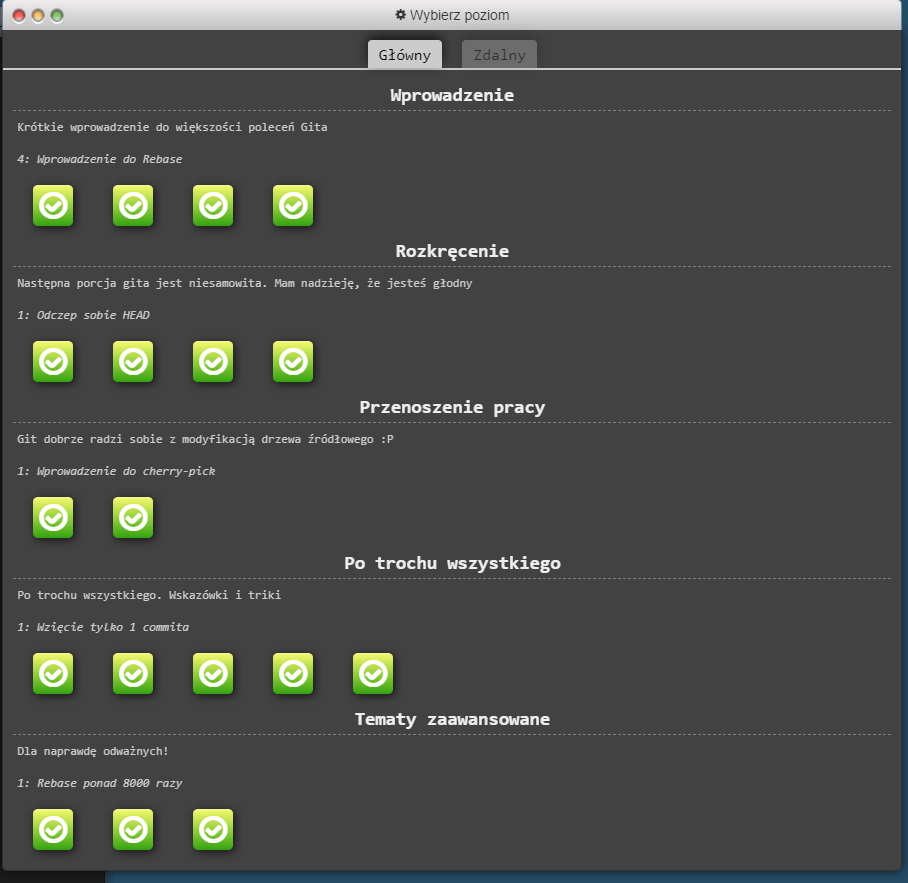 Wybierz poziom
Główny
Zdalny
Wprowadzenie
Krótkie wprowadzenie do większości poleceń Gita
4: Wprowadzenie do Rebase
Rozkręcenie
Następna porcja gita jest niesamowita. Mam nadzieję, że jesteś głodny
1: Odczep sobie HEAD
Przenoszenie pracy
Git dobrze radzi sobie z modyfikacją drzewa źródłowego :P
1: Wprowadzenie do cherry-pick
Po trochu wszystkiego
Po trochu wszystkiego. Wskazówki i triki
1: Wzięcie tylko 1 commita
Tematy zaawansowane
Dla naprawdę odważnych!
1: Rebase ponad 8000 razy